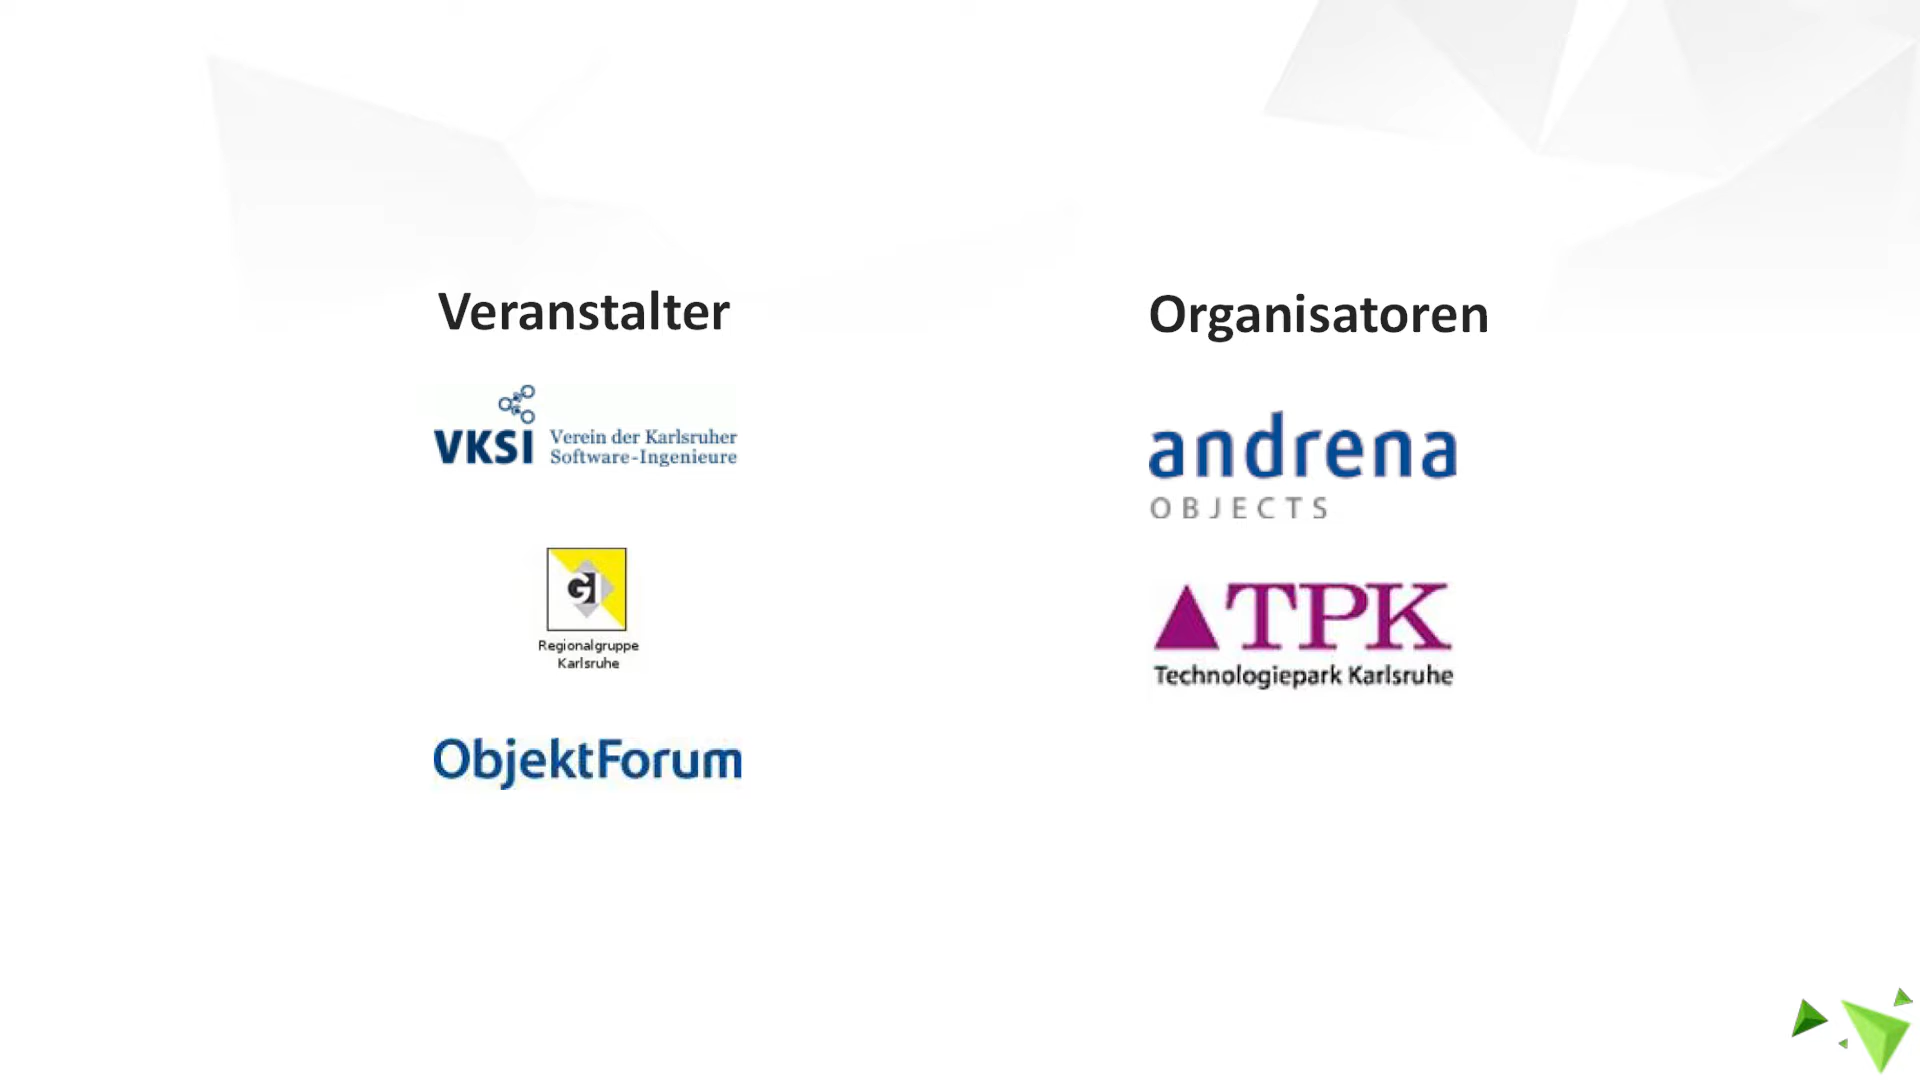 Veranstalter
VKSI Verein der Karlsruher
Software-Ingenieure
GI
Regionalgruppe
Karlsruhe
ObjektForum
Organisatoren
andrena
OBJECTS
TPK
Technologiepark Karlsruhe